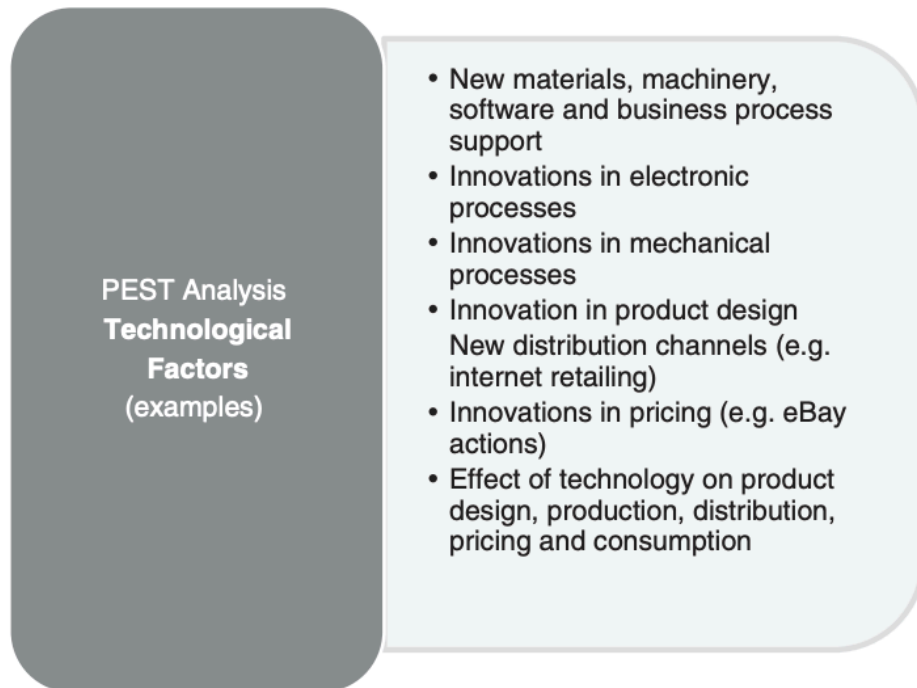 PEST Analysis
Technological
Factors
(examples)
• New materials, machinery,
software and business process
support
• Innovations in electronic
processes
• Innovations in mechanical
processes
• Innovation in product design
New distribution channels (e.g.
internet retailing)
• Innovations in pricing (e.g. eBay
actions)
• Effect of technology on product
design, production, distribution,
pricing and consumption